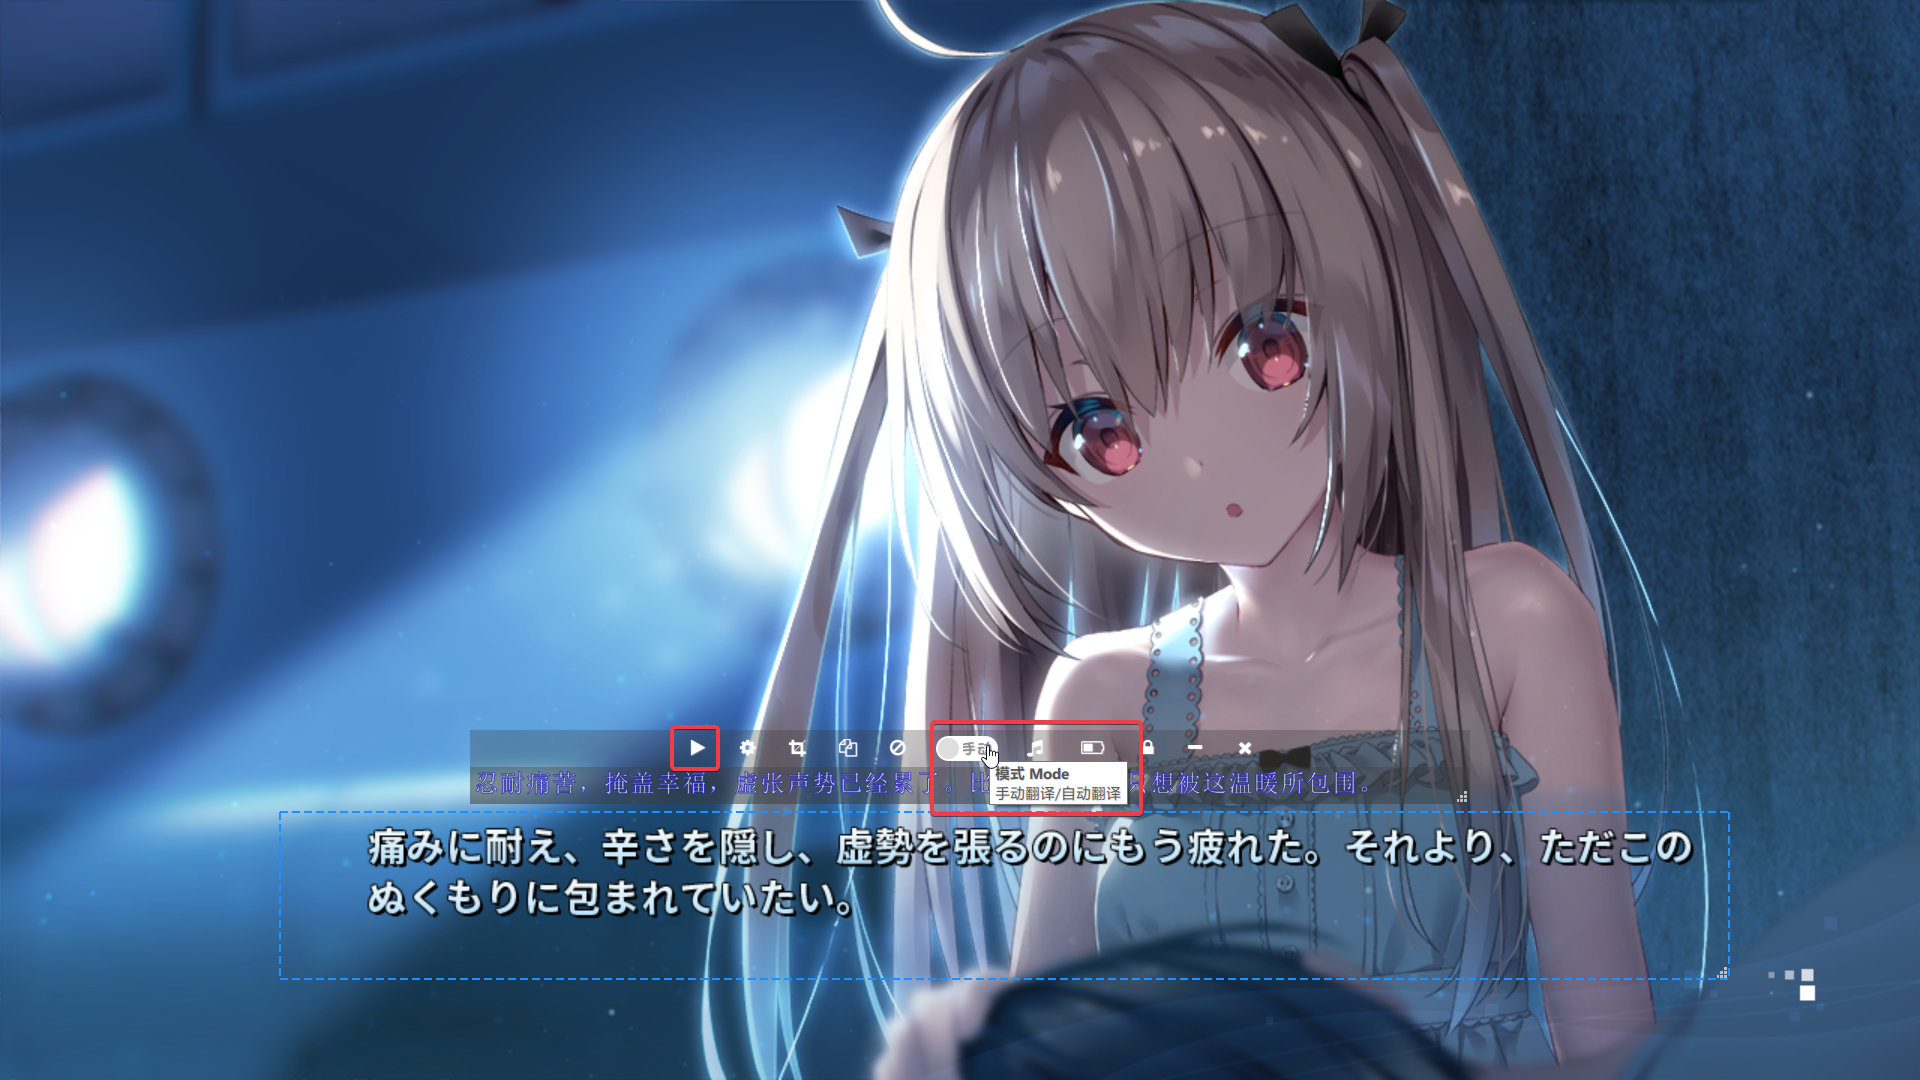 手动
模式 Mode
手动翻译/自动翻译
忍耐痛苦，掩盖幸福，虚张声势已经累了。比 想被这温暖所包围。
痛みに耐え、辛さを隠し、虚勢を張るのにもう疲れた。それより、ただこの
ぬくもりに包まれていたい。